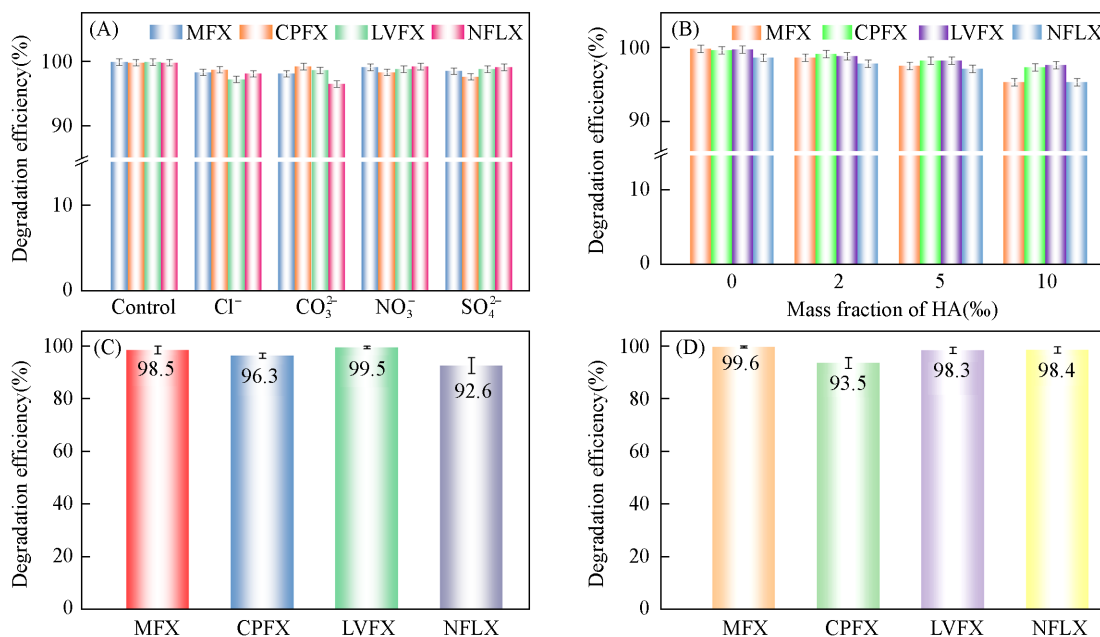 (A) MFX CPFX LVFX NFLX
Degradation efficiency(%)
100
90
10
0
Control Cl⁻ CO₃²⁻ NO₃⁻ SO₄²⁻
(B) MFX CPFX LVFX NFLX
Degradation efficiency(%)
100
90
10
0
0 2 5 10
Mass fraction of HA(‰)
(C)
Degradation efficiency(%)
100
80
60
40
20
0
98.5 96.3 99.5 92.6
MFX CPFX LVFX NFLX
(D)
Degradation efficiency(%)
100
80
60
40
20
0
99.6 93.5 98.3 98.4
MFX CPFX LVFX NFLX